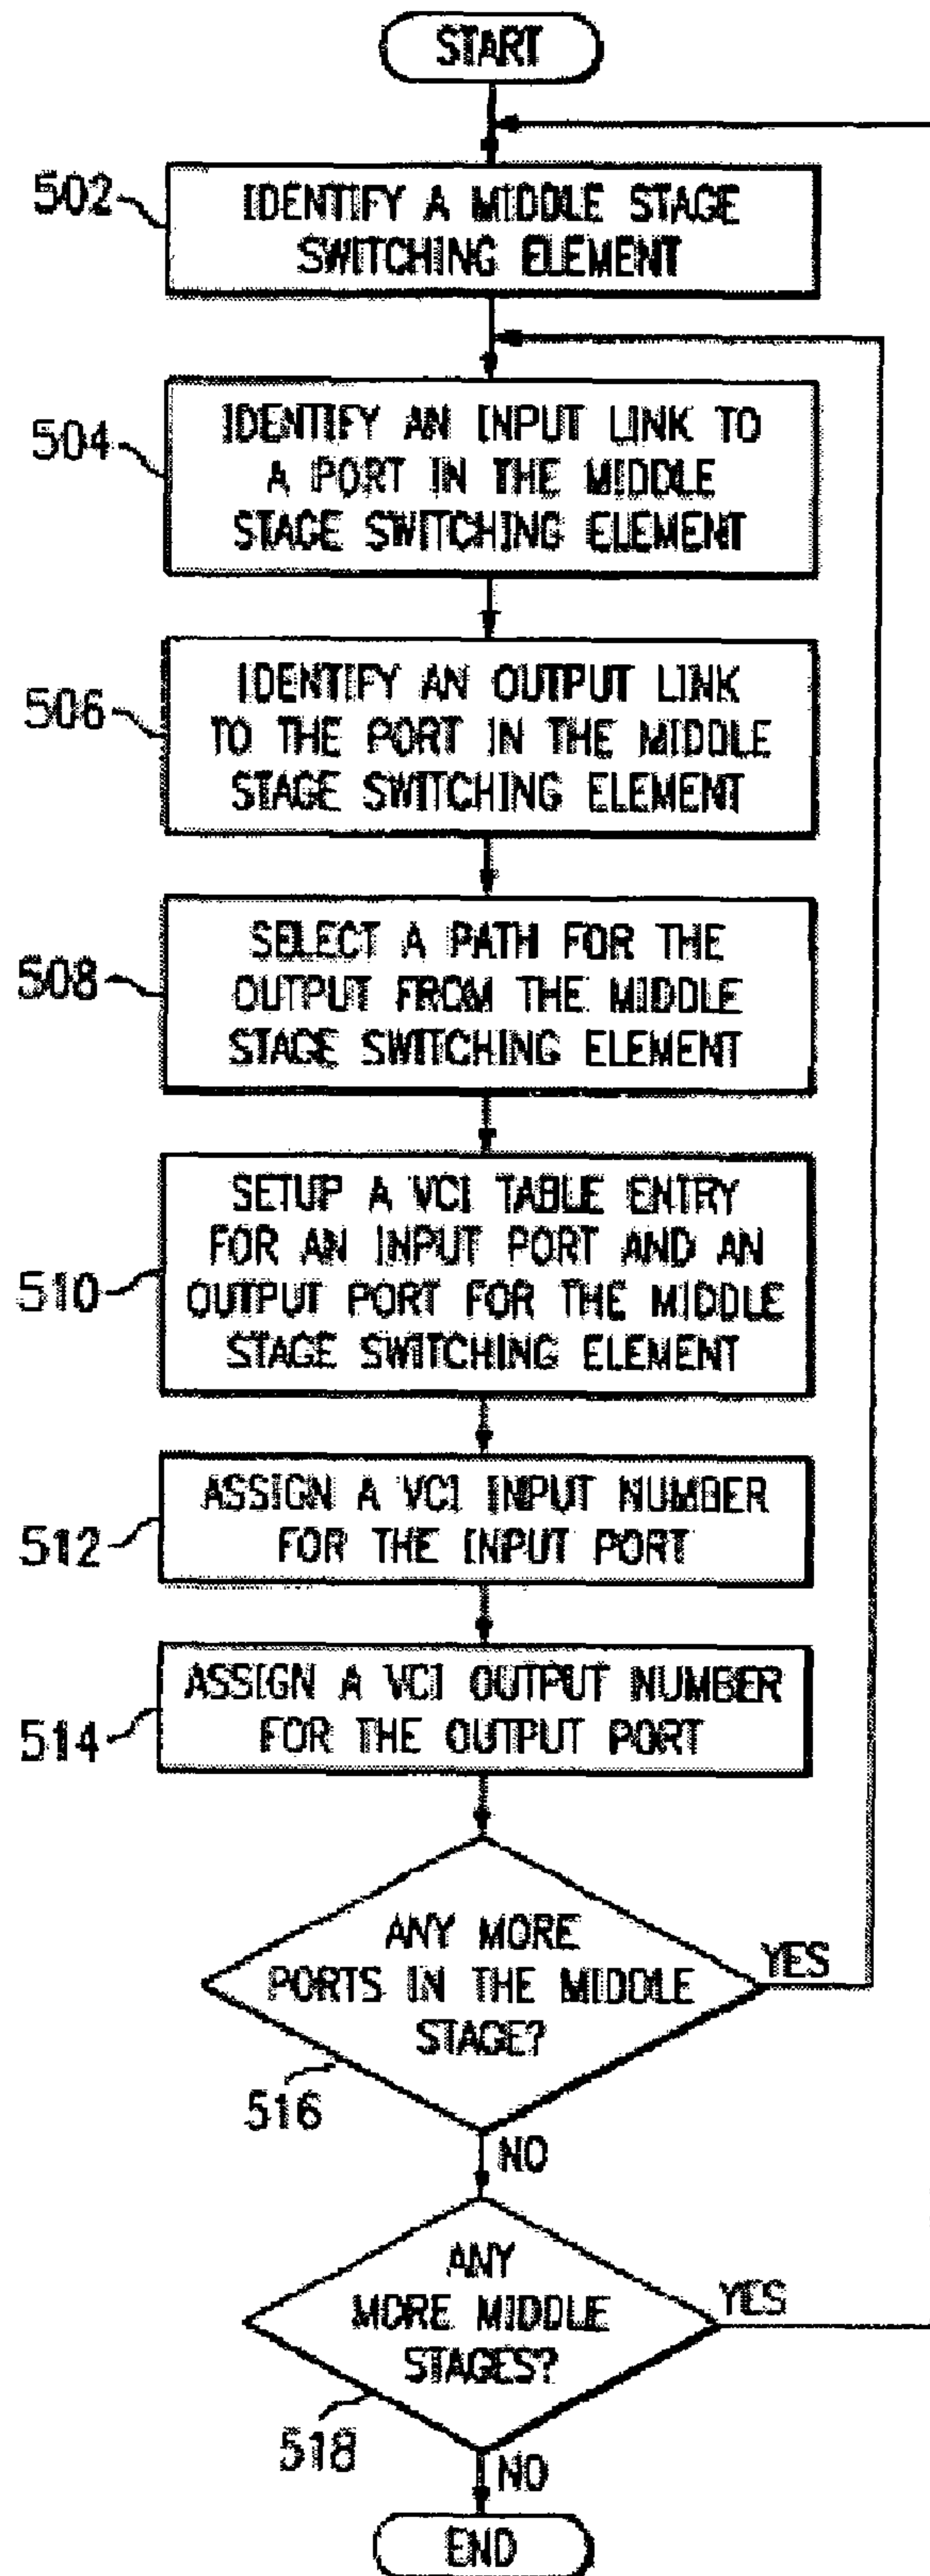 START
502
IDENTIFY A MIDDLE STAGE
SWITCHING ELEMENT
504
IDENTIFY AN INPUT LINK TO
A PORT IN THE MIDDLE
STAGE SWITCHING ELEMENT
506
IDENTIFY AN OUTPUT LINK
TO THE PORT IN THE MIDDLE
STAGE SWITCHING ELEMENT
508
SELECT A PATH FOR THE
OUTPUT FROM THE MIDDLE
STAGE SWITCHING ELEMENT
510
SETUP A VCI TABLE ENTRY
FOR AN INPUT PORT AND AN
OUTPUT PORT FOR THE MIDDLE
STAGE SWITCHING ELEMENT
512
ASSIGN A VCI INPUT NUMBER
FOR THE INPUT PORT
514
ASSIGN A VCI OUTPUT NUMBER
FOR THE OUTPUT PORT
ANY MORE
PORTS IN THE MIDDLE
STAGE?
YES
516
NO
ANY
MORE MIDDLE
STAGES?
YES
518
NO
END